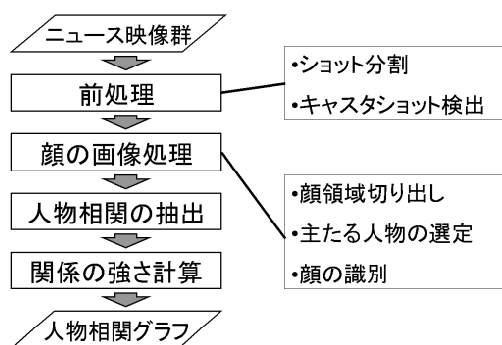 ニュース映像群
前処理
・ショット分割
・キャスタショット検出
顔の画像処理
・顔領域切り出し
・主たる人物の選定
・顔の識別
人物相関の抽出
関係の強さ計算
人物相関グラフ